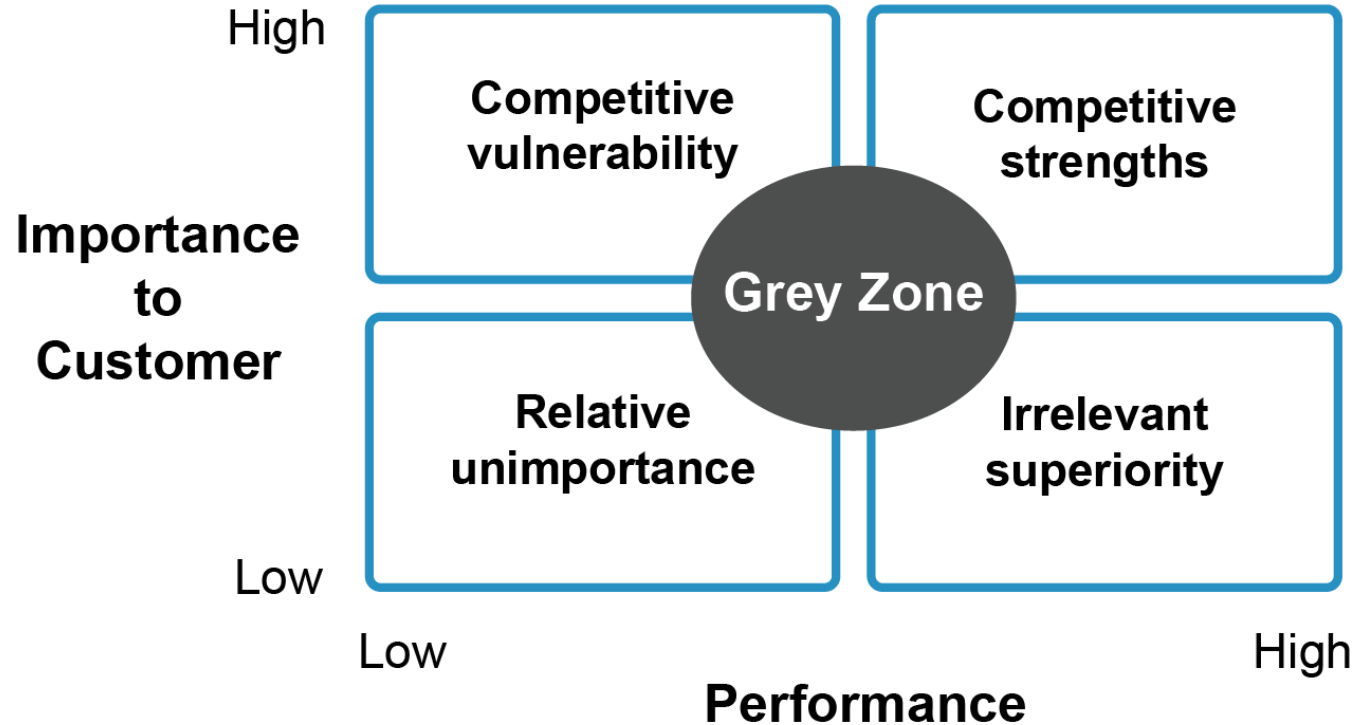 High
Competitive
vulnerability
Competitive
strengths
Importance
to
Customer
Grey Zone
Relative
unimportance
Irrelevant
superiority
Low
Low
High
Performance